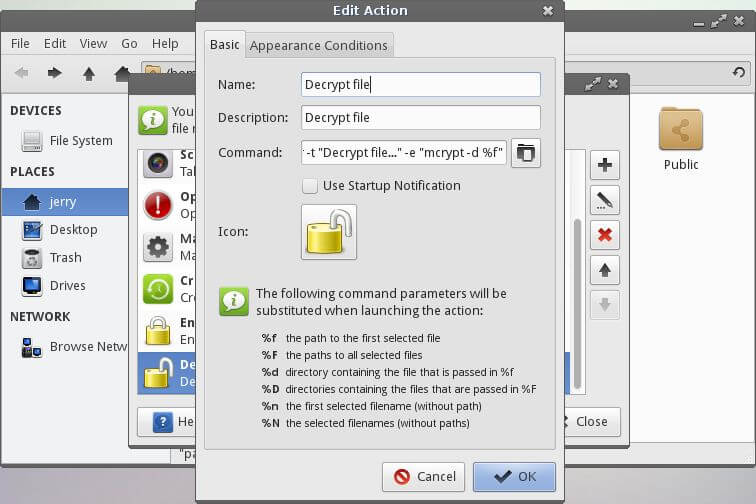 Edit Action
File Edit View Go Help
Basic
Appearance Conditions
Name:
Decrypt file
Description:
Decrypt file
Command:
-t "Decrypt file..." -e "mcrypt -d %f"
Use Startup Notification
Icon:
The following command parameters will be
substituted when launching the action:
%f the path to the first selected file
%F the paths to all selected files
%d directory containing the file that is passed in %f
%D directories containing the files that are passed in %F
%n the first selected filename (without path)
%N the selected filenames (without paths)
Cancel
OK
DEVICES
File System
PLACES
jerry
Desktop
Trash
Drives
NETWORK
Browse Netw
You
file
Sc
Ta
Op
Op
Ma
Ma
Cr
Cr
En
En
De
De
He
Close
Public
"pa